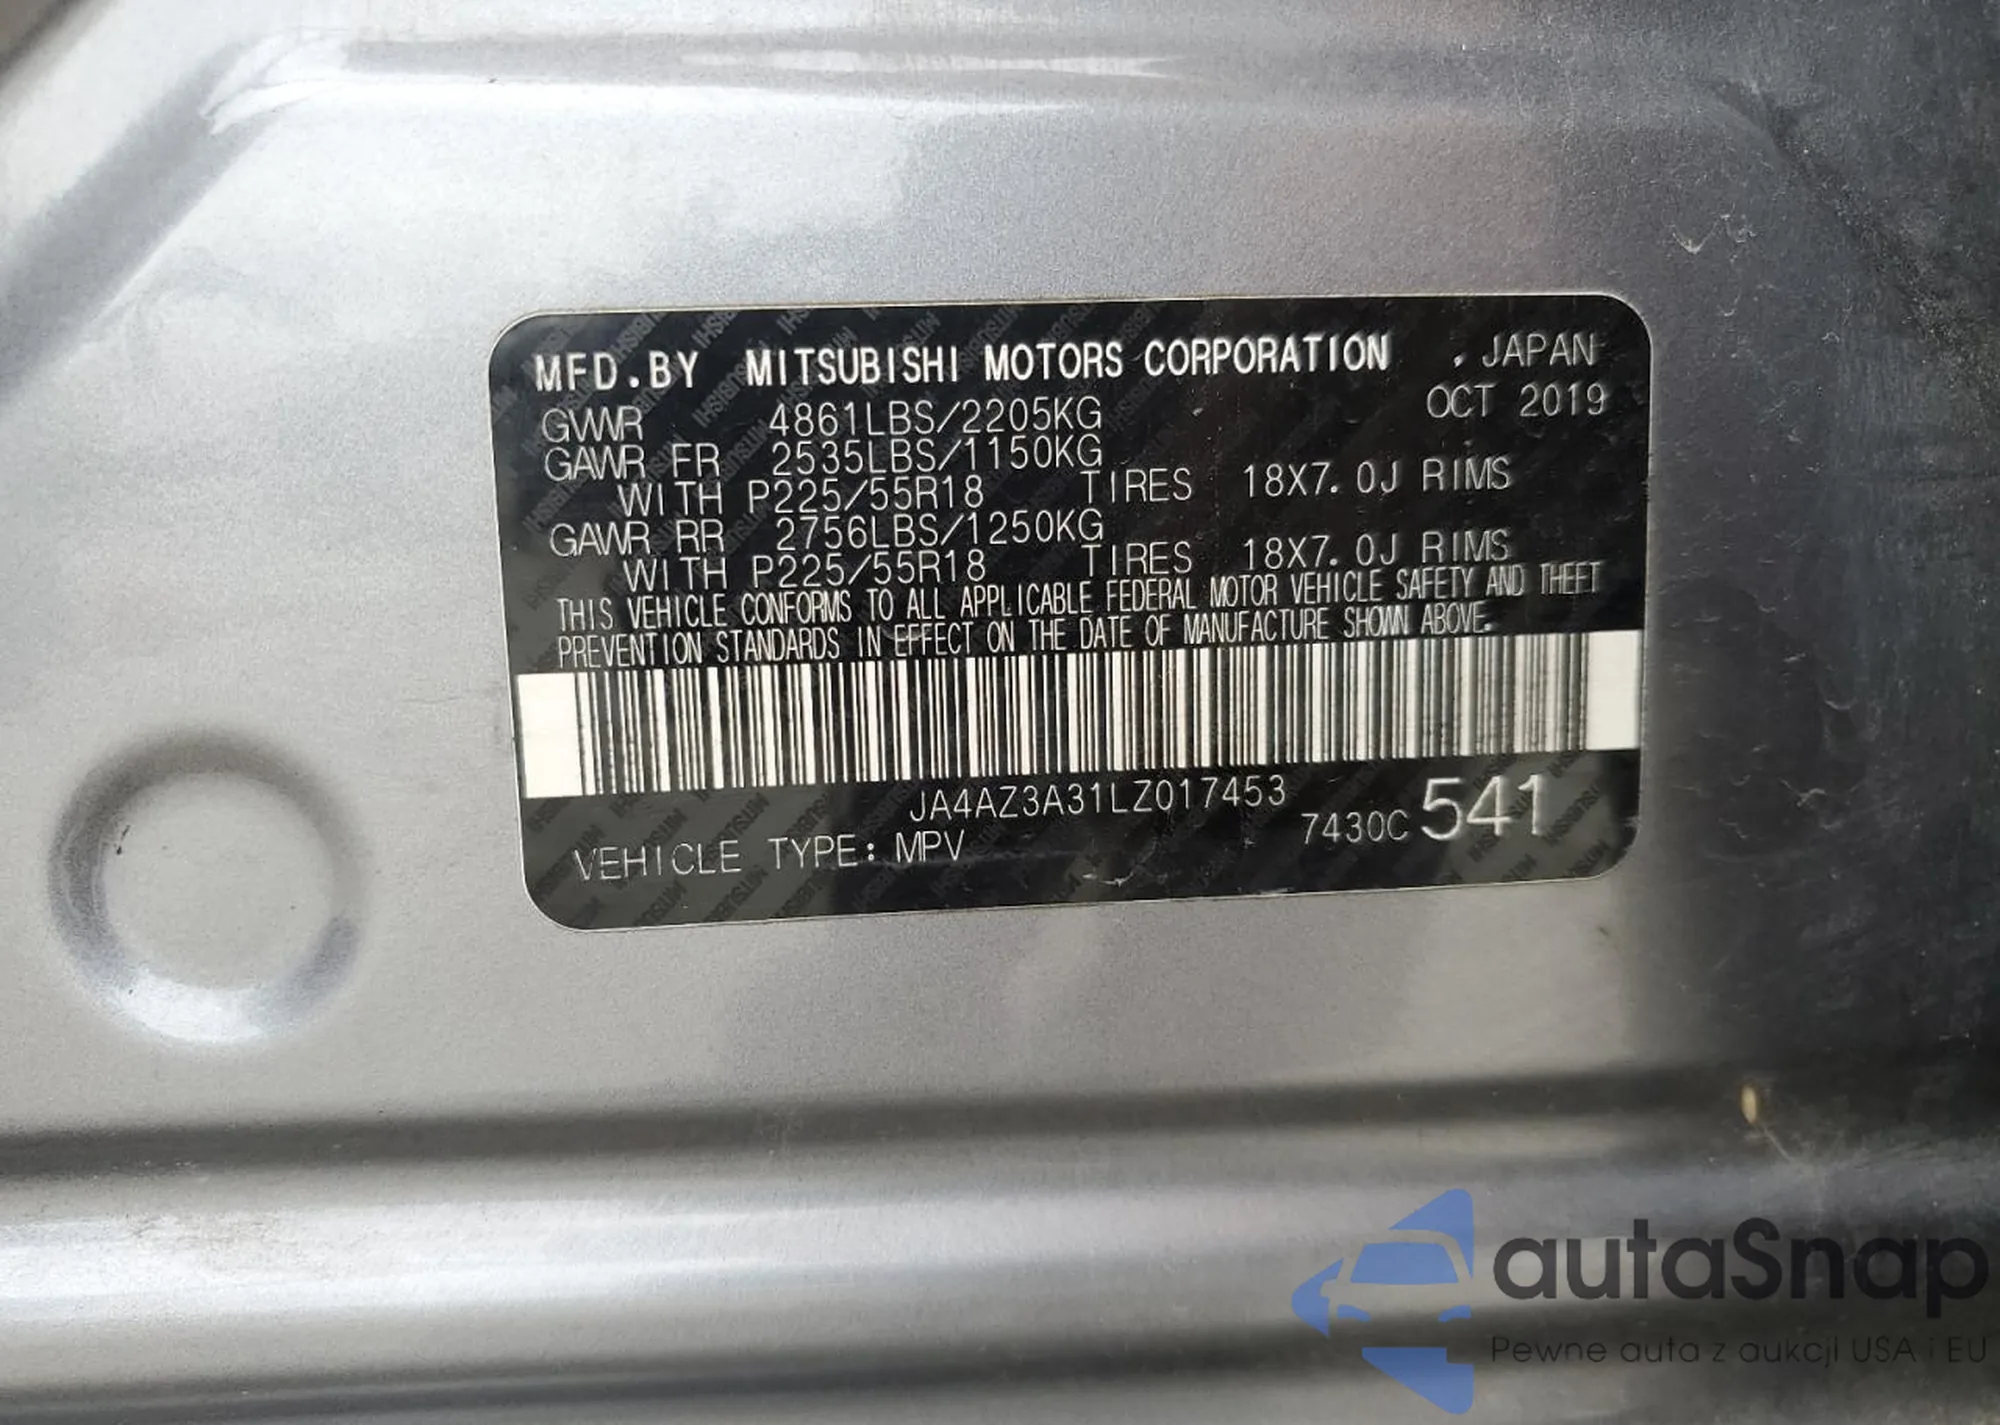 MFD.BY MITSUBISHI MOTORS CORPORATION , JAPAN
OCT 2019
GVWR 4861LBS/2205KG
GAWR FR 2535LBS/1150KG
WITH P225/55R18 TIRES 18X7.0J RIMS
GAWR RR 2756LBS/1250KG
WITH P225/55R18 TIRES 18X7.0J RIMS
THIS VEHICLE CONFORMS TO ALL APPLICABLE FEDERAL MOTOR VEHICLE SAFETY AND THEFT
PREVENTION STANDARDS IN EFFECT ON THE DATE OF MANUFACTURE SHOWN ABOVE.
JA4AZ3A31LZ017453
7430C 541
VEHICLE TYPE: MPV
autaSnap
Pewne auta z aukcji USA i EU